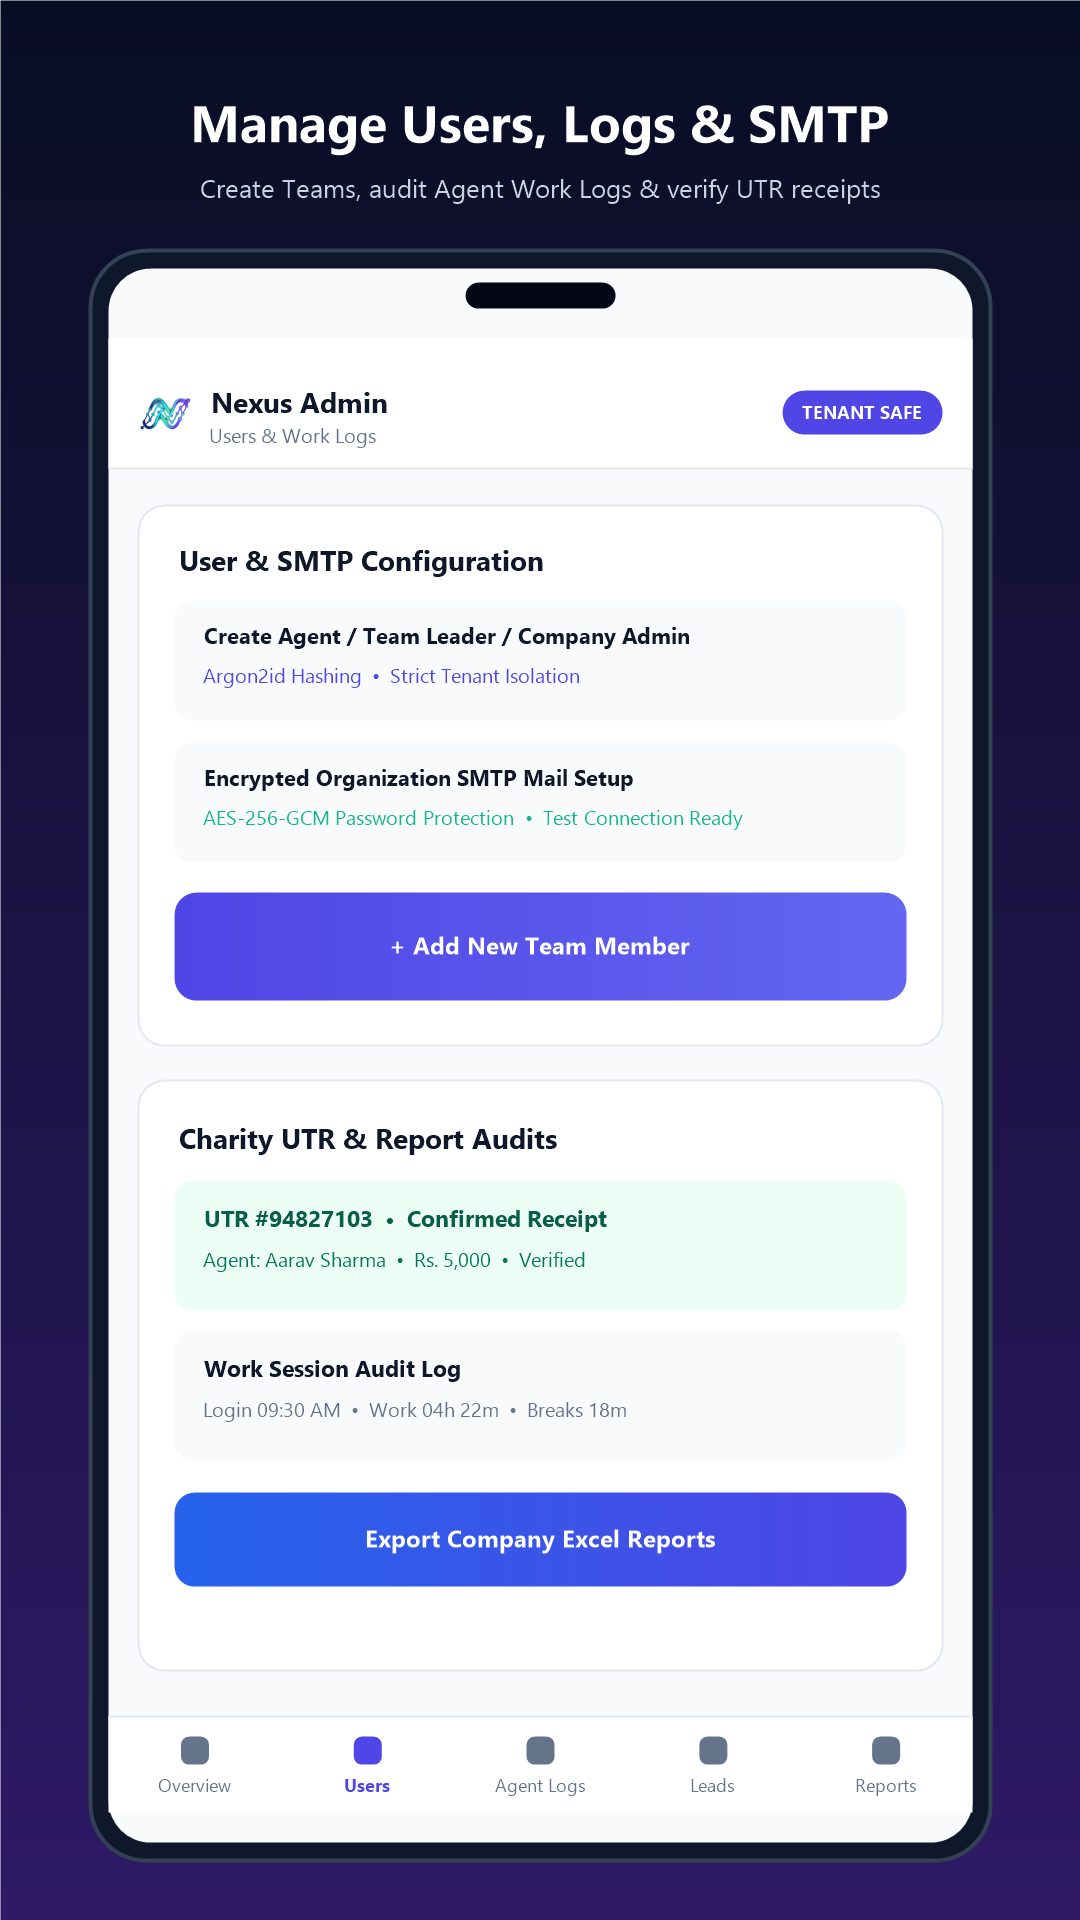 Manage Users, Logs & SMTP
Create Teams, audit Agent Work Logs & verify UTR receipts
Nexus Admin
Users & Work Logs
TENANT SAFE
User & SMTP Configuration
Create Agent / Team Leader / Company Admin
Argon2id Hashing • Strict Tenant Isolation
Encrypted Organization SMTP Mail Setup
AES-256-GCM Password Protection • Test Connection Ready
+ Add New Team Member
Charity UTR & Report Audits
UTR #94827103 • Confirmed Receipt
Agent: Aarav Sharma • Rs. 5,000 • Verified
Work Session Audit Log
Login 09:30 AM • Work 04h 22m • Breaks 18m
Export Company Excel Reports
Overview
Users
Agent Logs
Leads
Reports